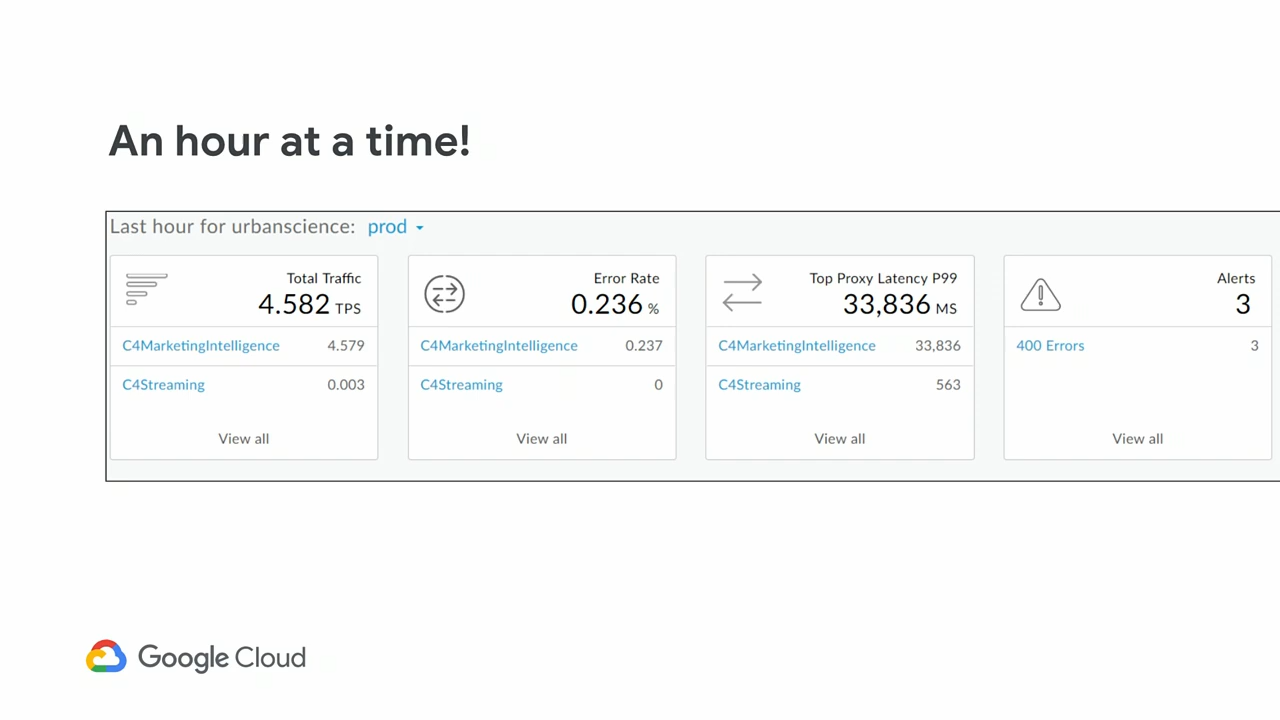 An hour at a time!
Last hour for urbanscience: prod
Total Traffic
4.582 TPS
C4MarketingIntelligence 4.579
C4Streaming 0.003
View all
Error Rate
0.236 %
C4MarketingIntelligence 0.237
C4Streaming 0
View all
Top Proxy Latency P99
33,836 MS
C4MarketingIntelligence 33,836
C4Streaming 563
View all
Alerts
3
400 Errors 3
View all
Google Cloud